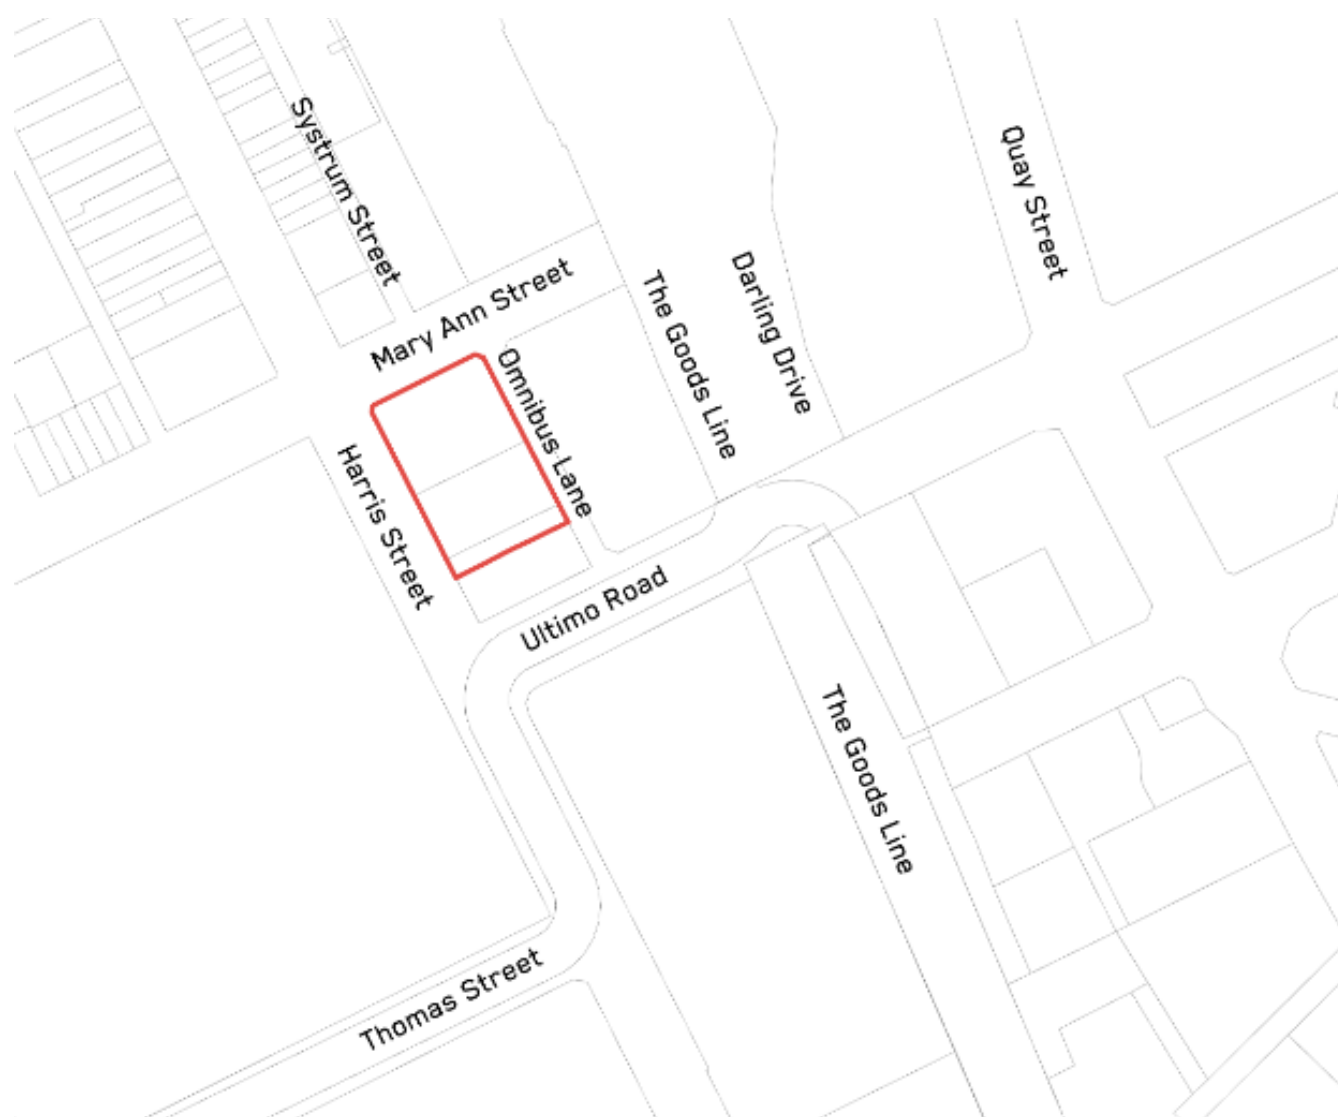 Systrum Street
Quay Street
Mary Ann Street
The Goods Line
Darling Drive
Omnibus Lane
Harris Street
Ultimo Road
The Goods Line
Thomas Street